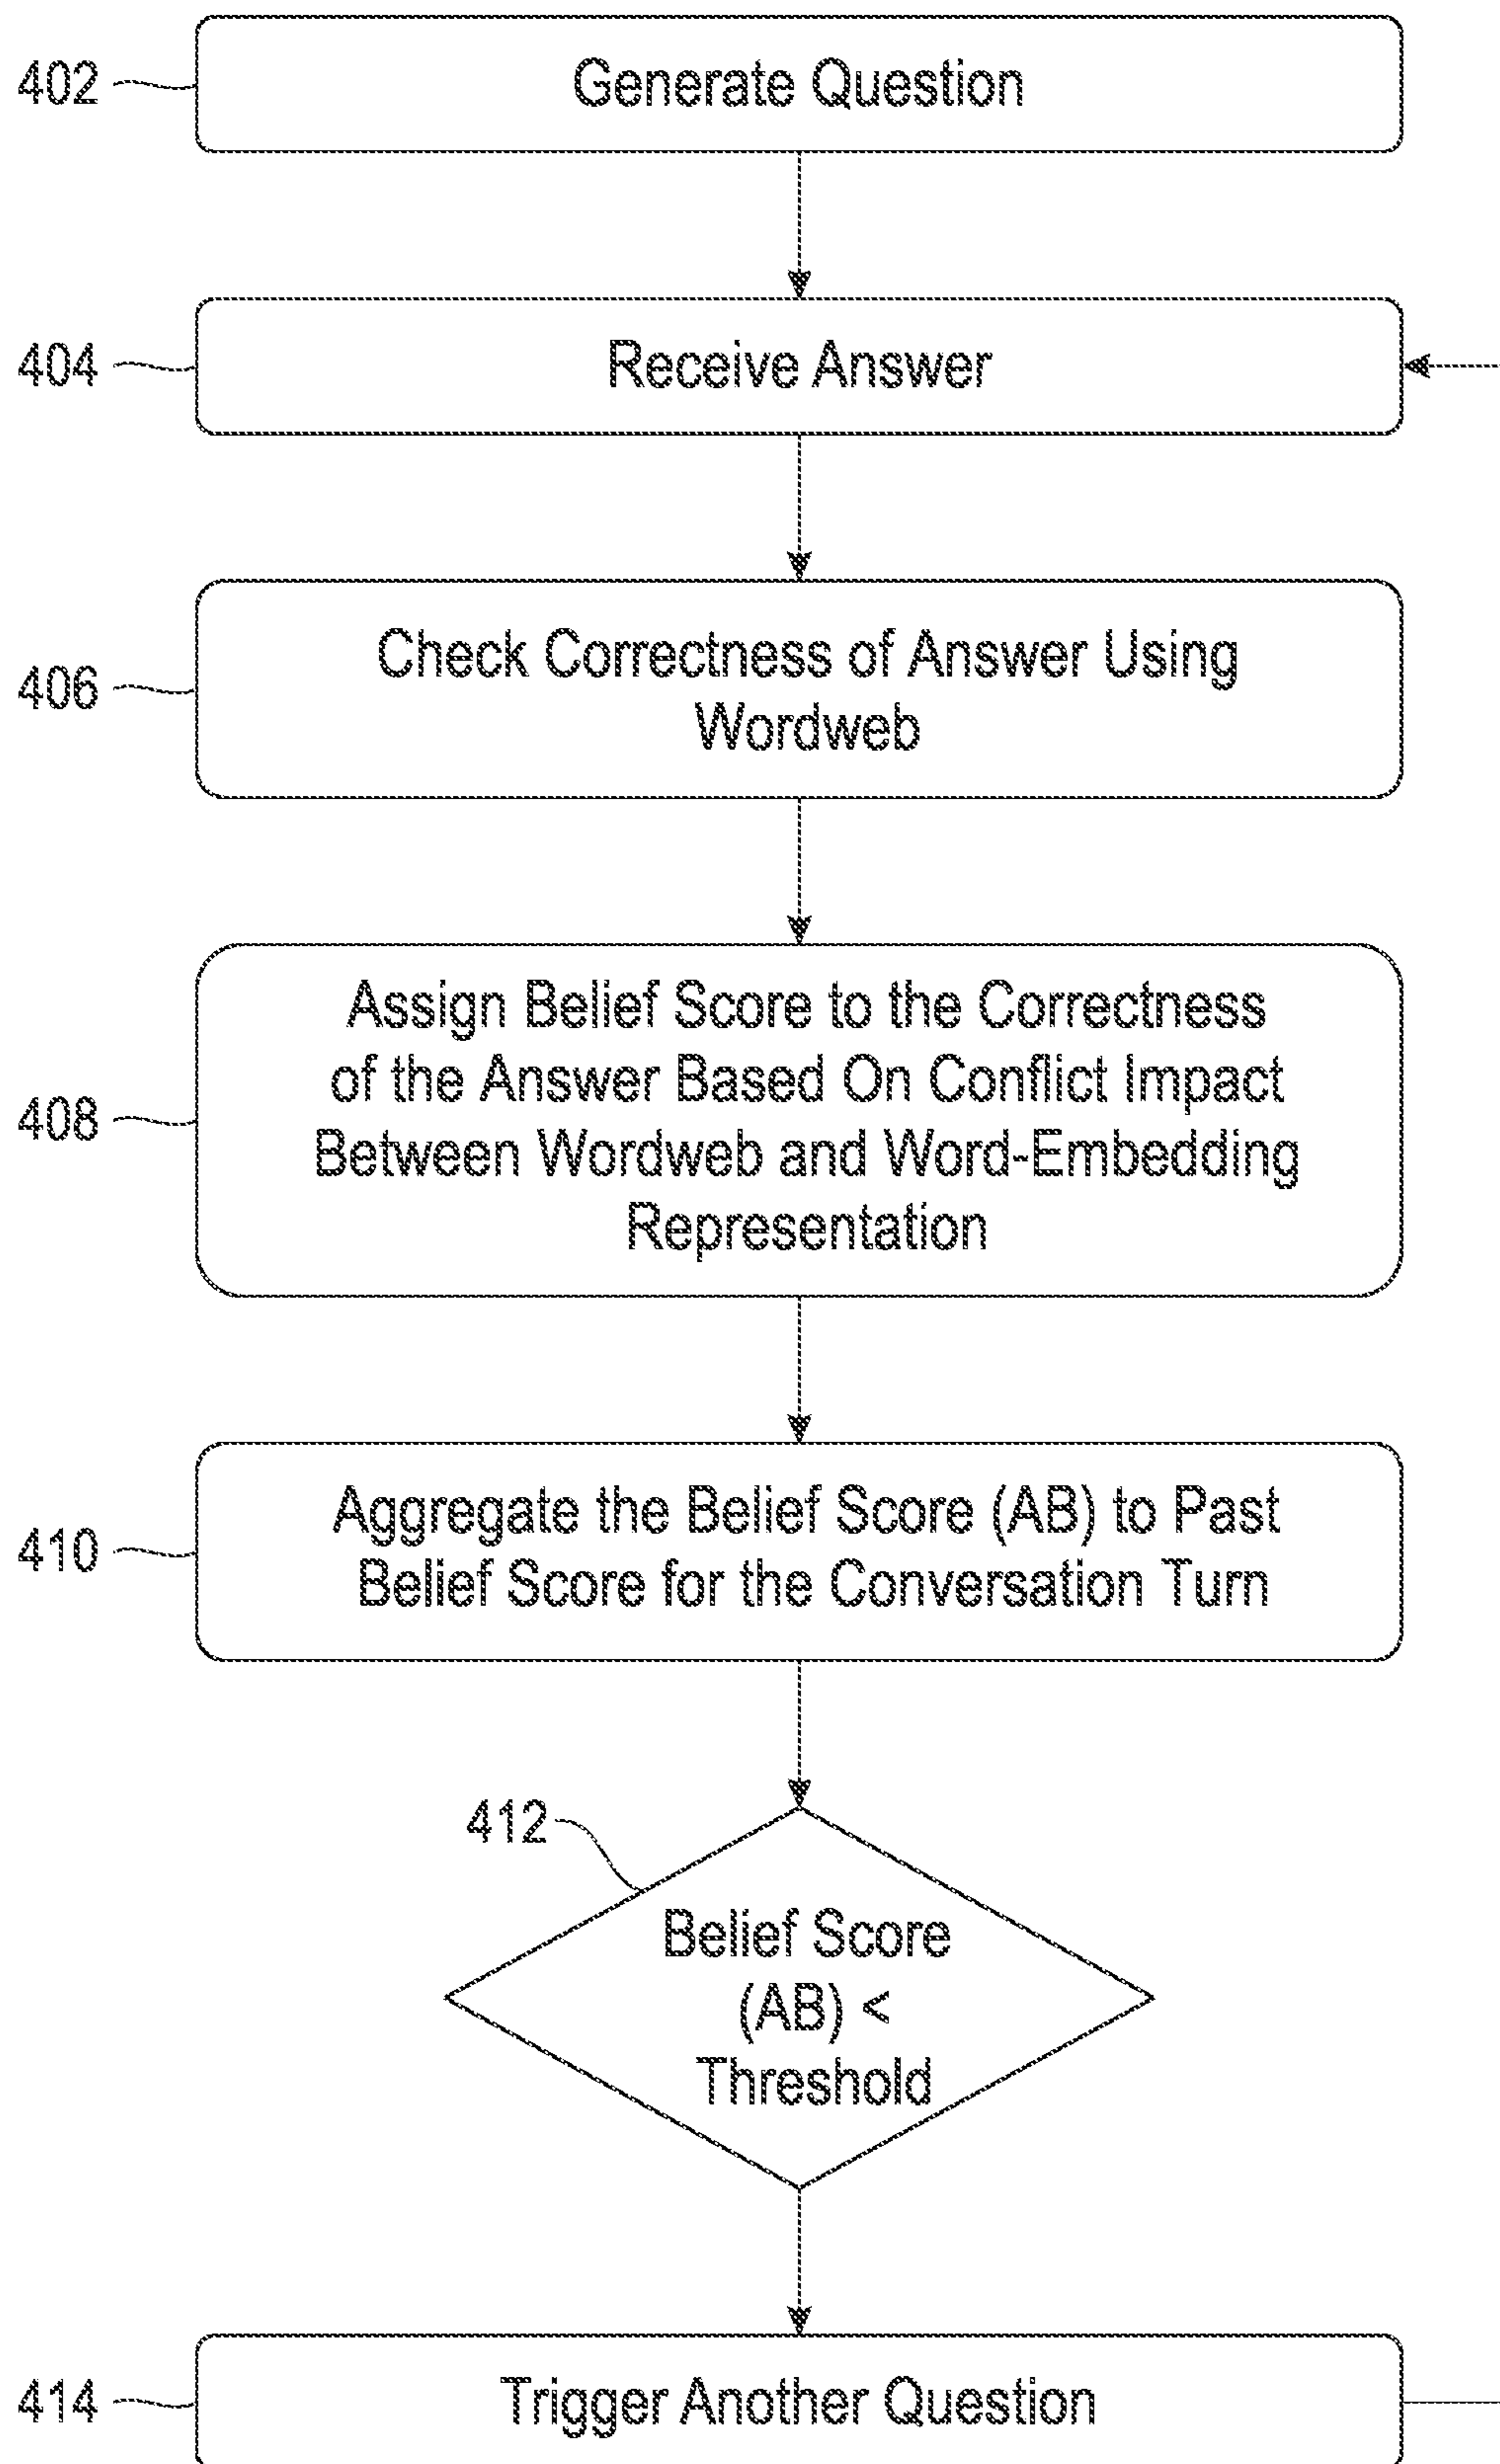 402
Generate Question
404
Receive Answer
406
Check Correctness of Answer Using
Wordweb
408
Assign Belief Score to the Correctness
of the Answer Based On Conflict Impact
Between Wordweb and Word-Embedding
Representation
410
Aggregate the Belief Score (AB) to Past
Belief Score for the Conversation Turn
412
Belief Score
(AB) <
Threshold
414
Trigger Another Question